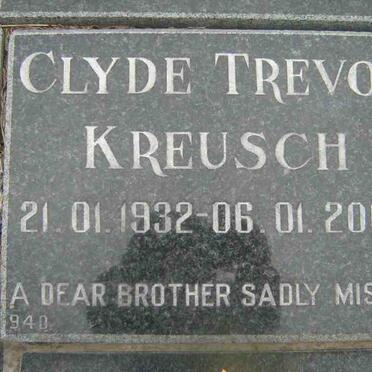 CLYDE TREVO
KREUSCH
21.01.1932-06.01.20
A DEAR BROTHER SADLY MIS
940